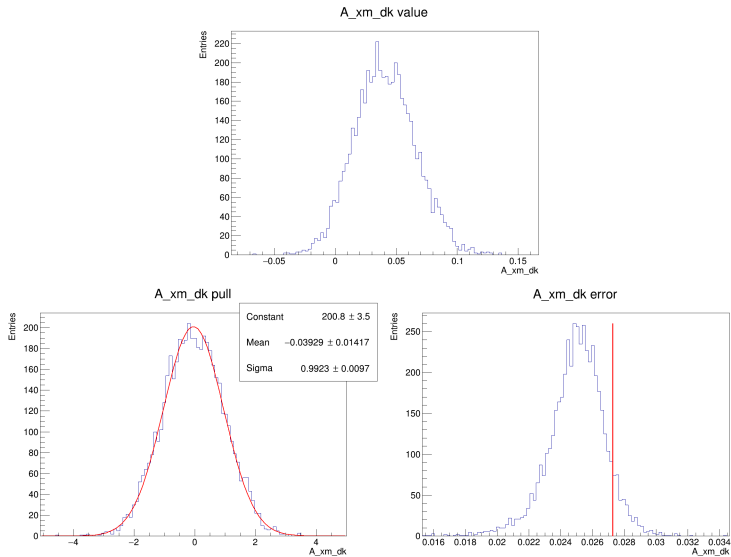 A_xm_dk value
Entries
220
200
180
160
140
120
100
80
60
40
20
0
−0.05 0 0.05 0.1 0.15
A_xm_dk
A_xm_dk pull
Entries
200
180
160
140
120
100
80
60
40
20
0
Constant 200.8 ± 3.5
Mean −0.03929 ± 0.01417
Sigma 0.9923 ± 0.0097
−4 −2 0 2 4
A_xm_dk
A_xm_dk error
Entries
250
200
150
100
50
0
0.016 0.018 0.02 0.022 0.024 0.026 0.028 0.03 0.032 0.034
A_xm_dk